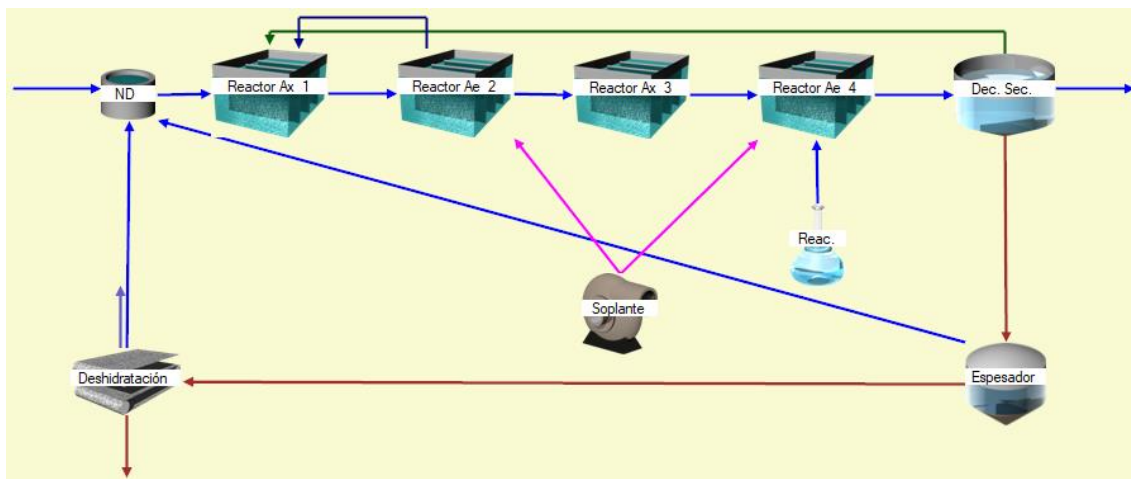 ND
Reactor Ax 1
Reactor Ae 2
Reactor Ax 3
Reactor Ae 4
Dec. Sec.
Reac.
Soplante
Deshidratación
Espesador